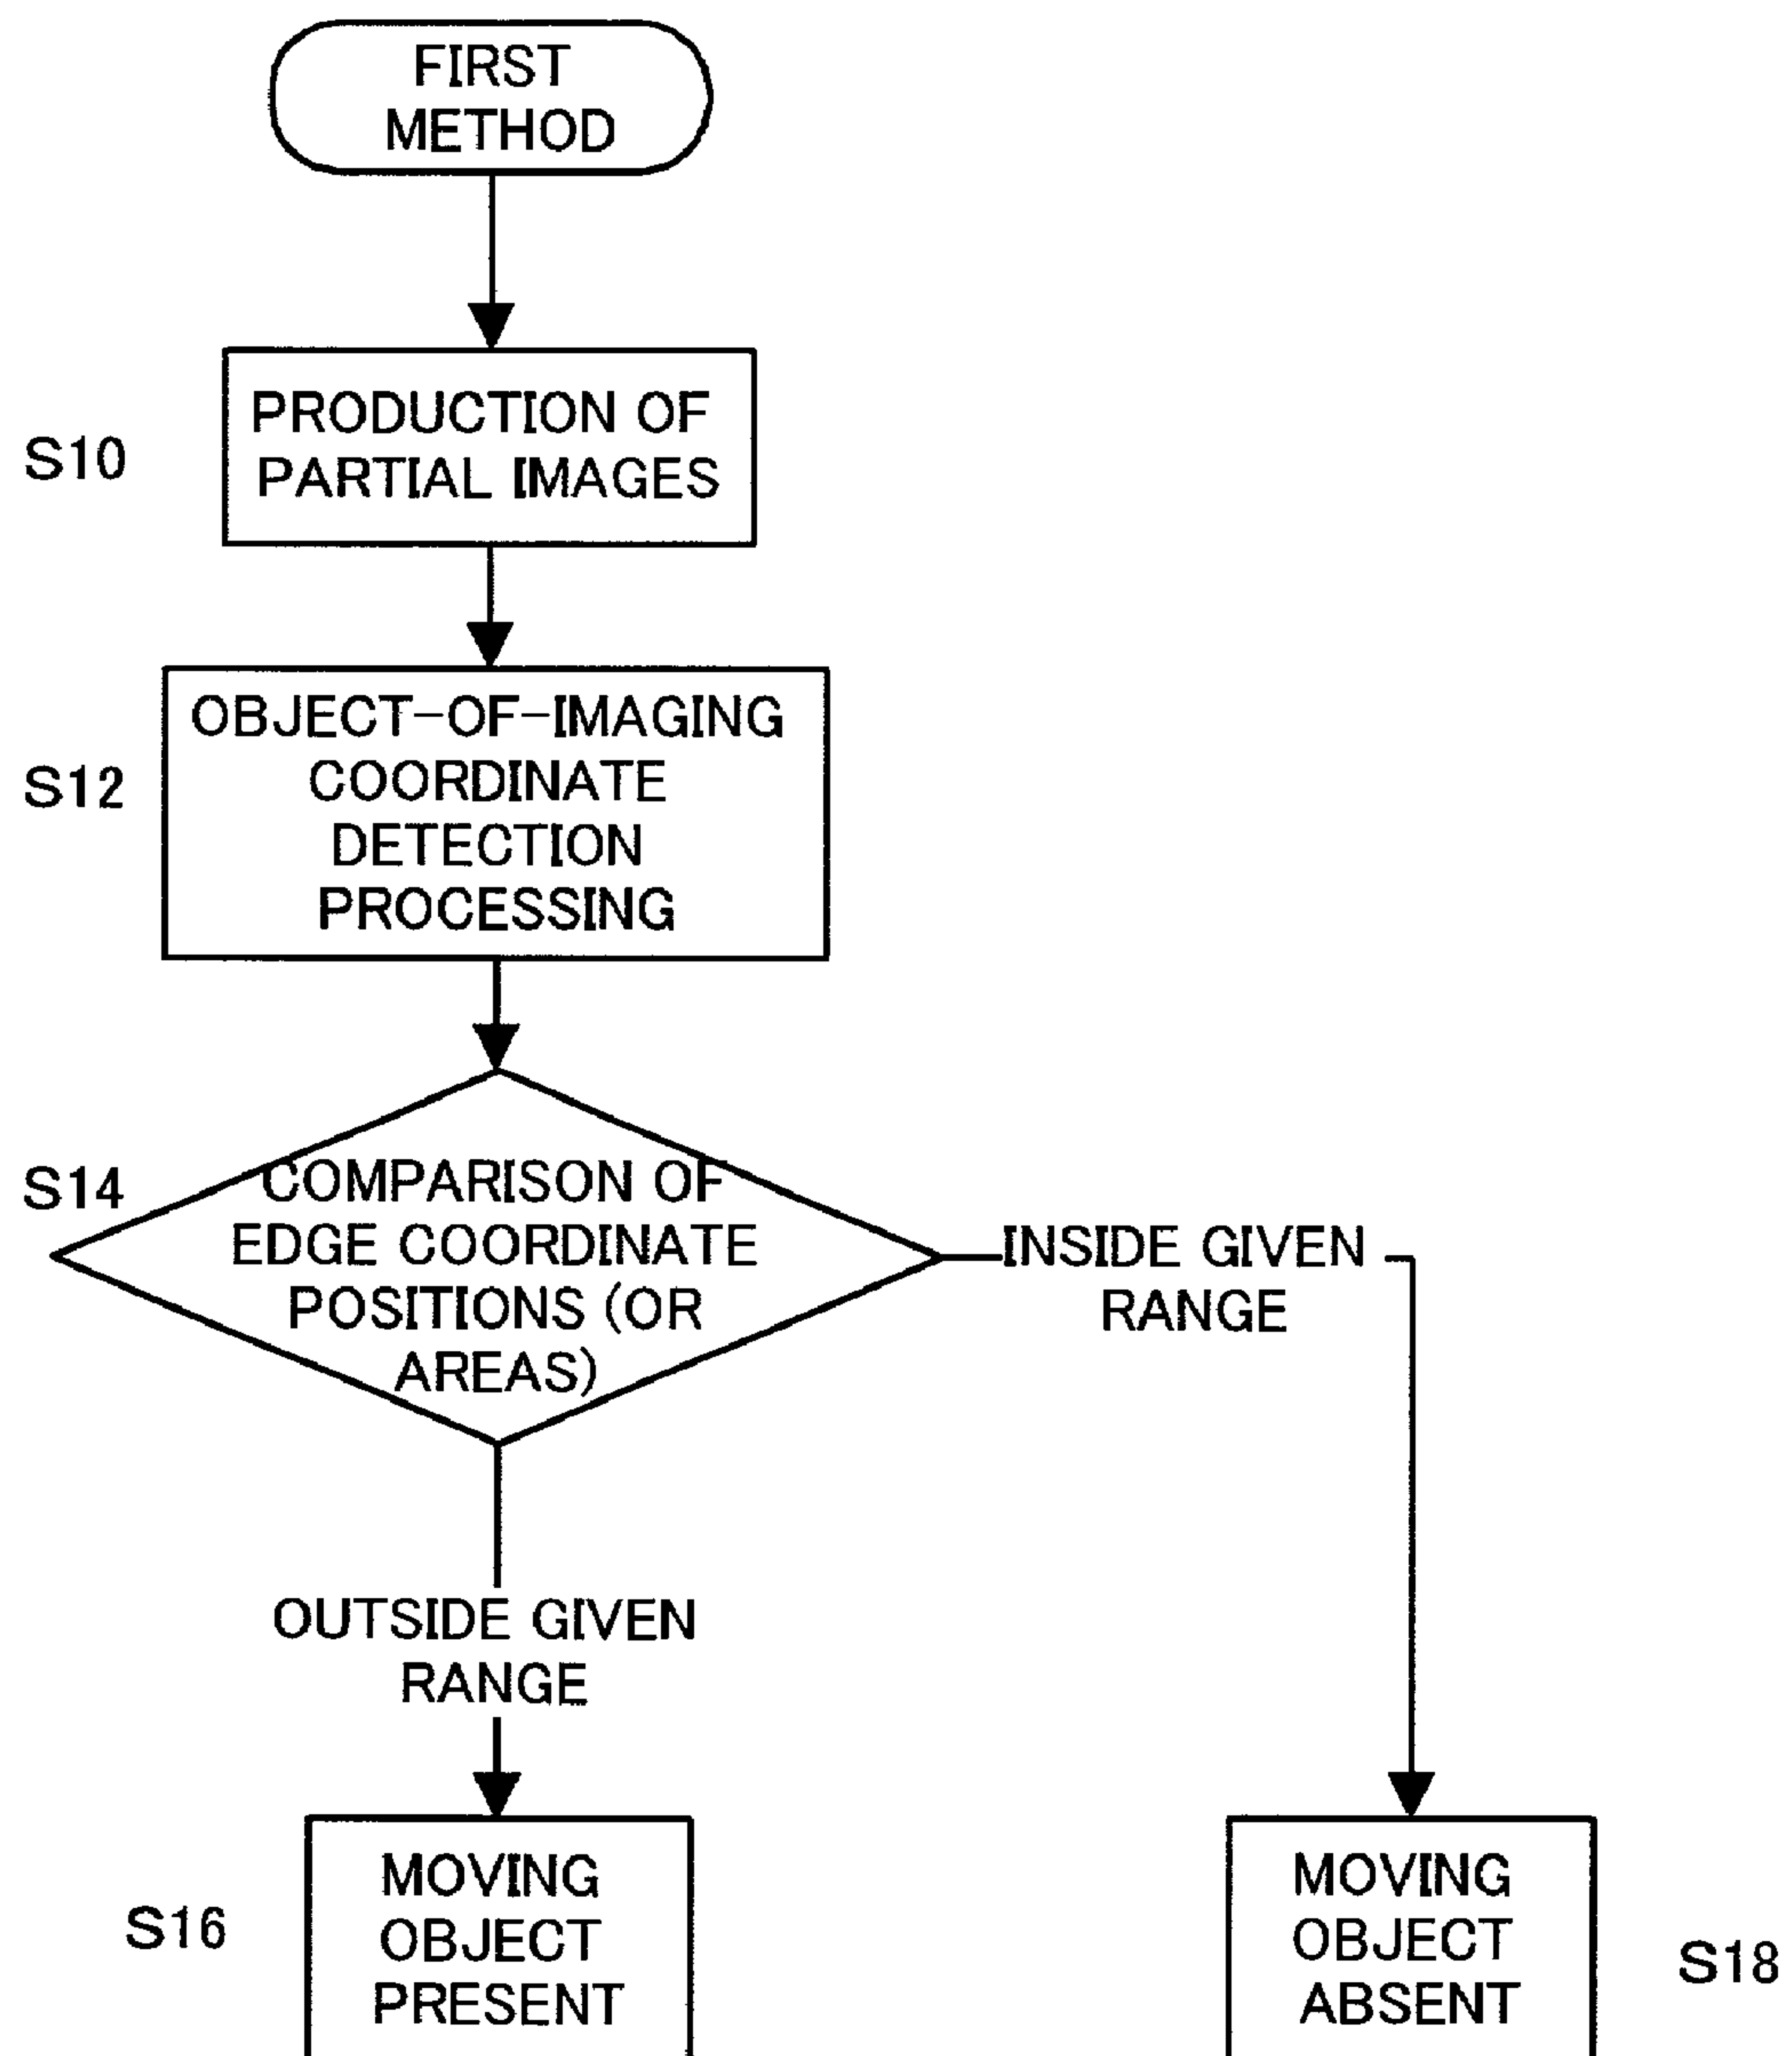 FIRST
METHOD
S10
PRODUCTION OF
PARTIAL IMAGES
S12
OBJECT-OF-IMAGING
COORDINATE
DETECTION
PROCESSING
S14
COMPARISON OF
EDGE COORDINATE
POSITIONS (OR
AREAS)
INSIDE GIVEN
RANGE
OUTSIDE GIVEN
RANGE
S16
MOVING
OBJECT
PRESENT
MOVING
OBJECT
ABSENT
S18